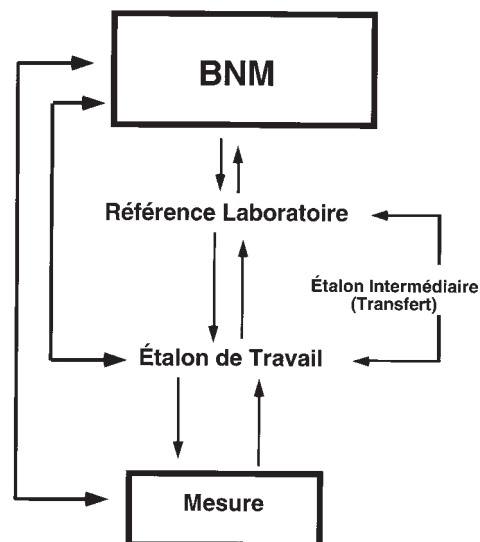 BNM
Référence Laboratoire
Étalon Intermédiaire
(Transfert)
Étalon de Travail
Mesure